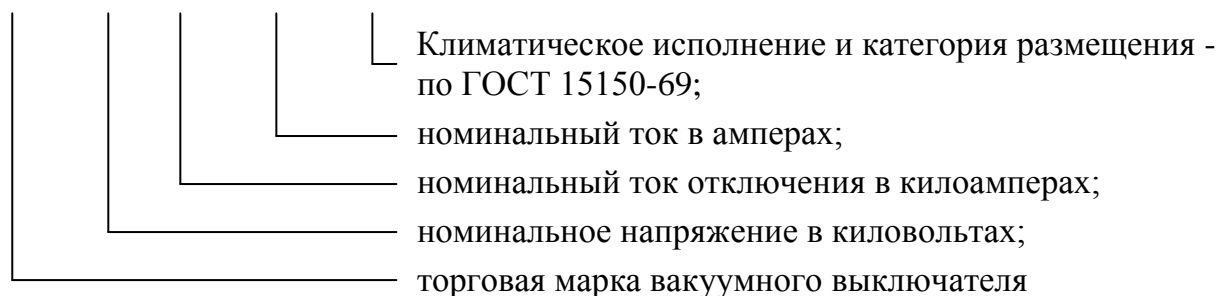 Климатическое исполнение и категория размещения -
по ГОСТ 15150-69;
номинальный ток в амперах;
номинальный ток отключения в килоамперах;
номинальное напряжение в киловольтах;
торговая марка вакуумного выключателя